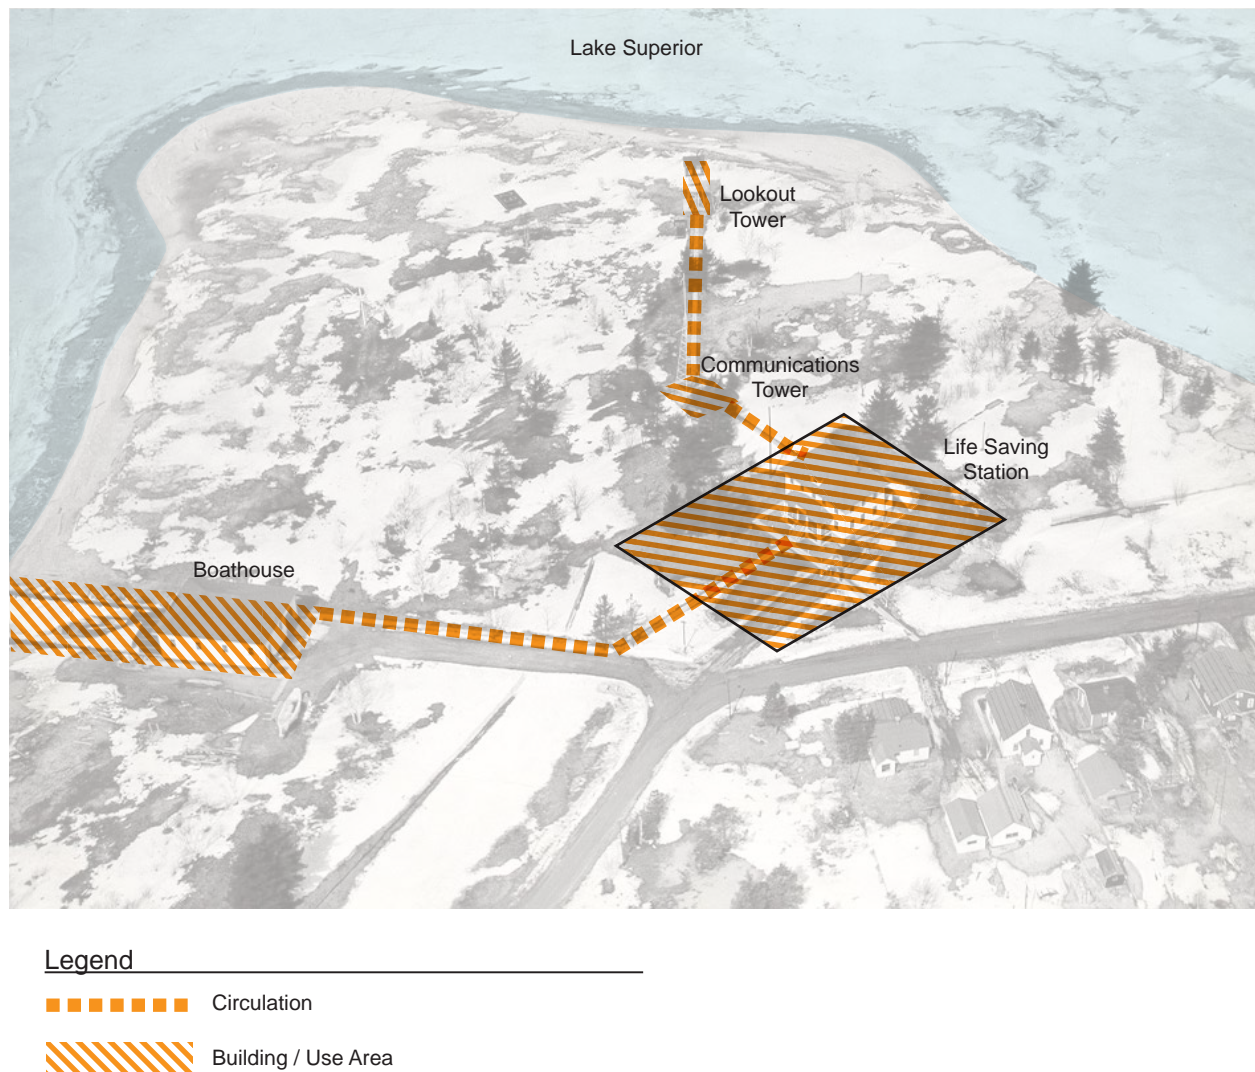 Lake Superior
Lookout
Tower
Communications
Tower
Life Saving
Station
Boathouse
Legend
Circulation
Building / Use Area